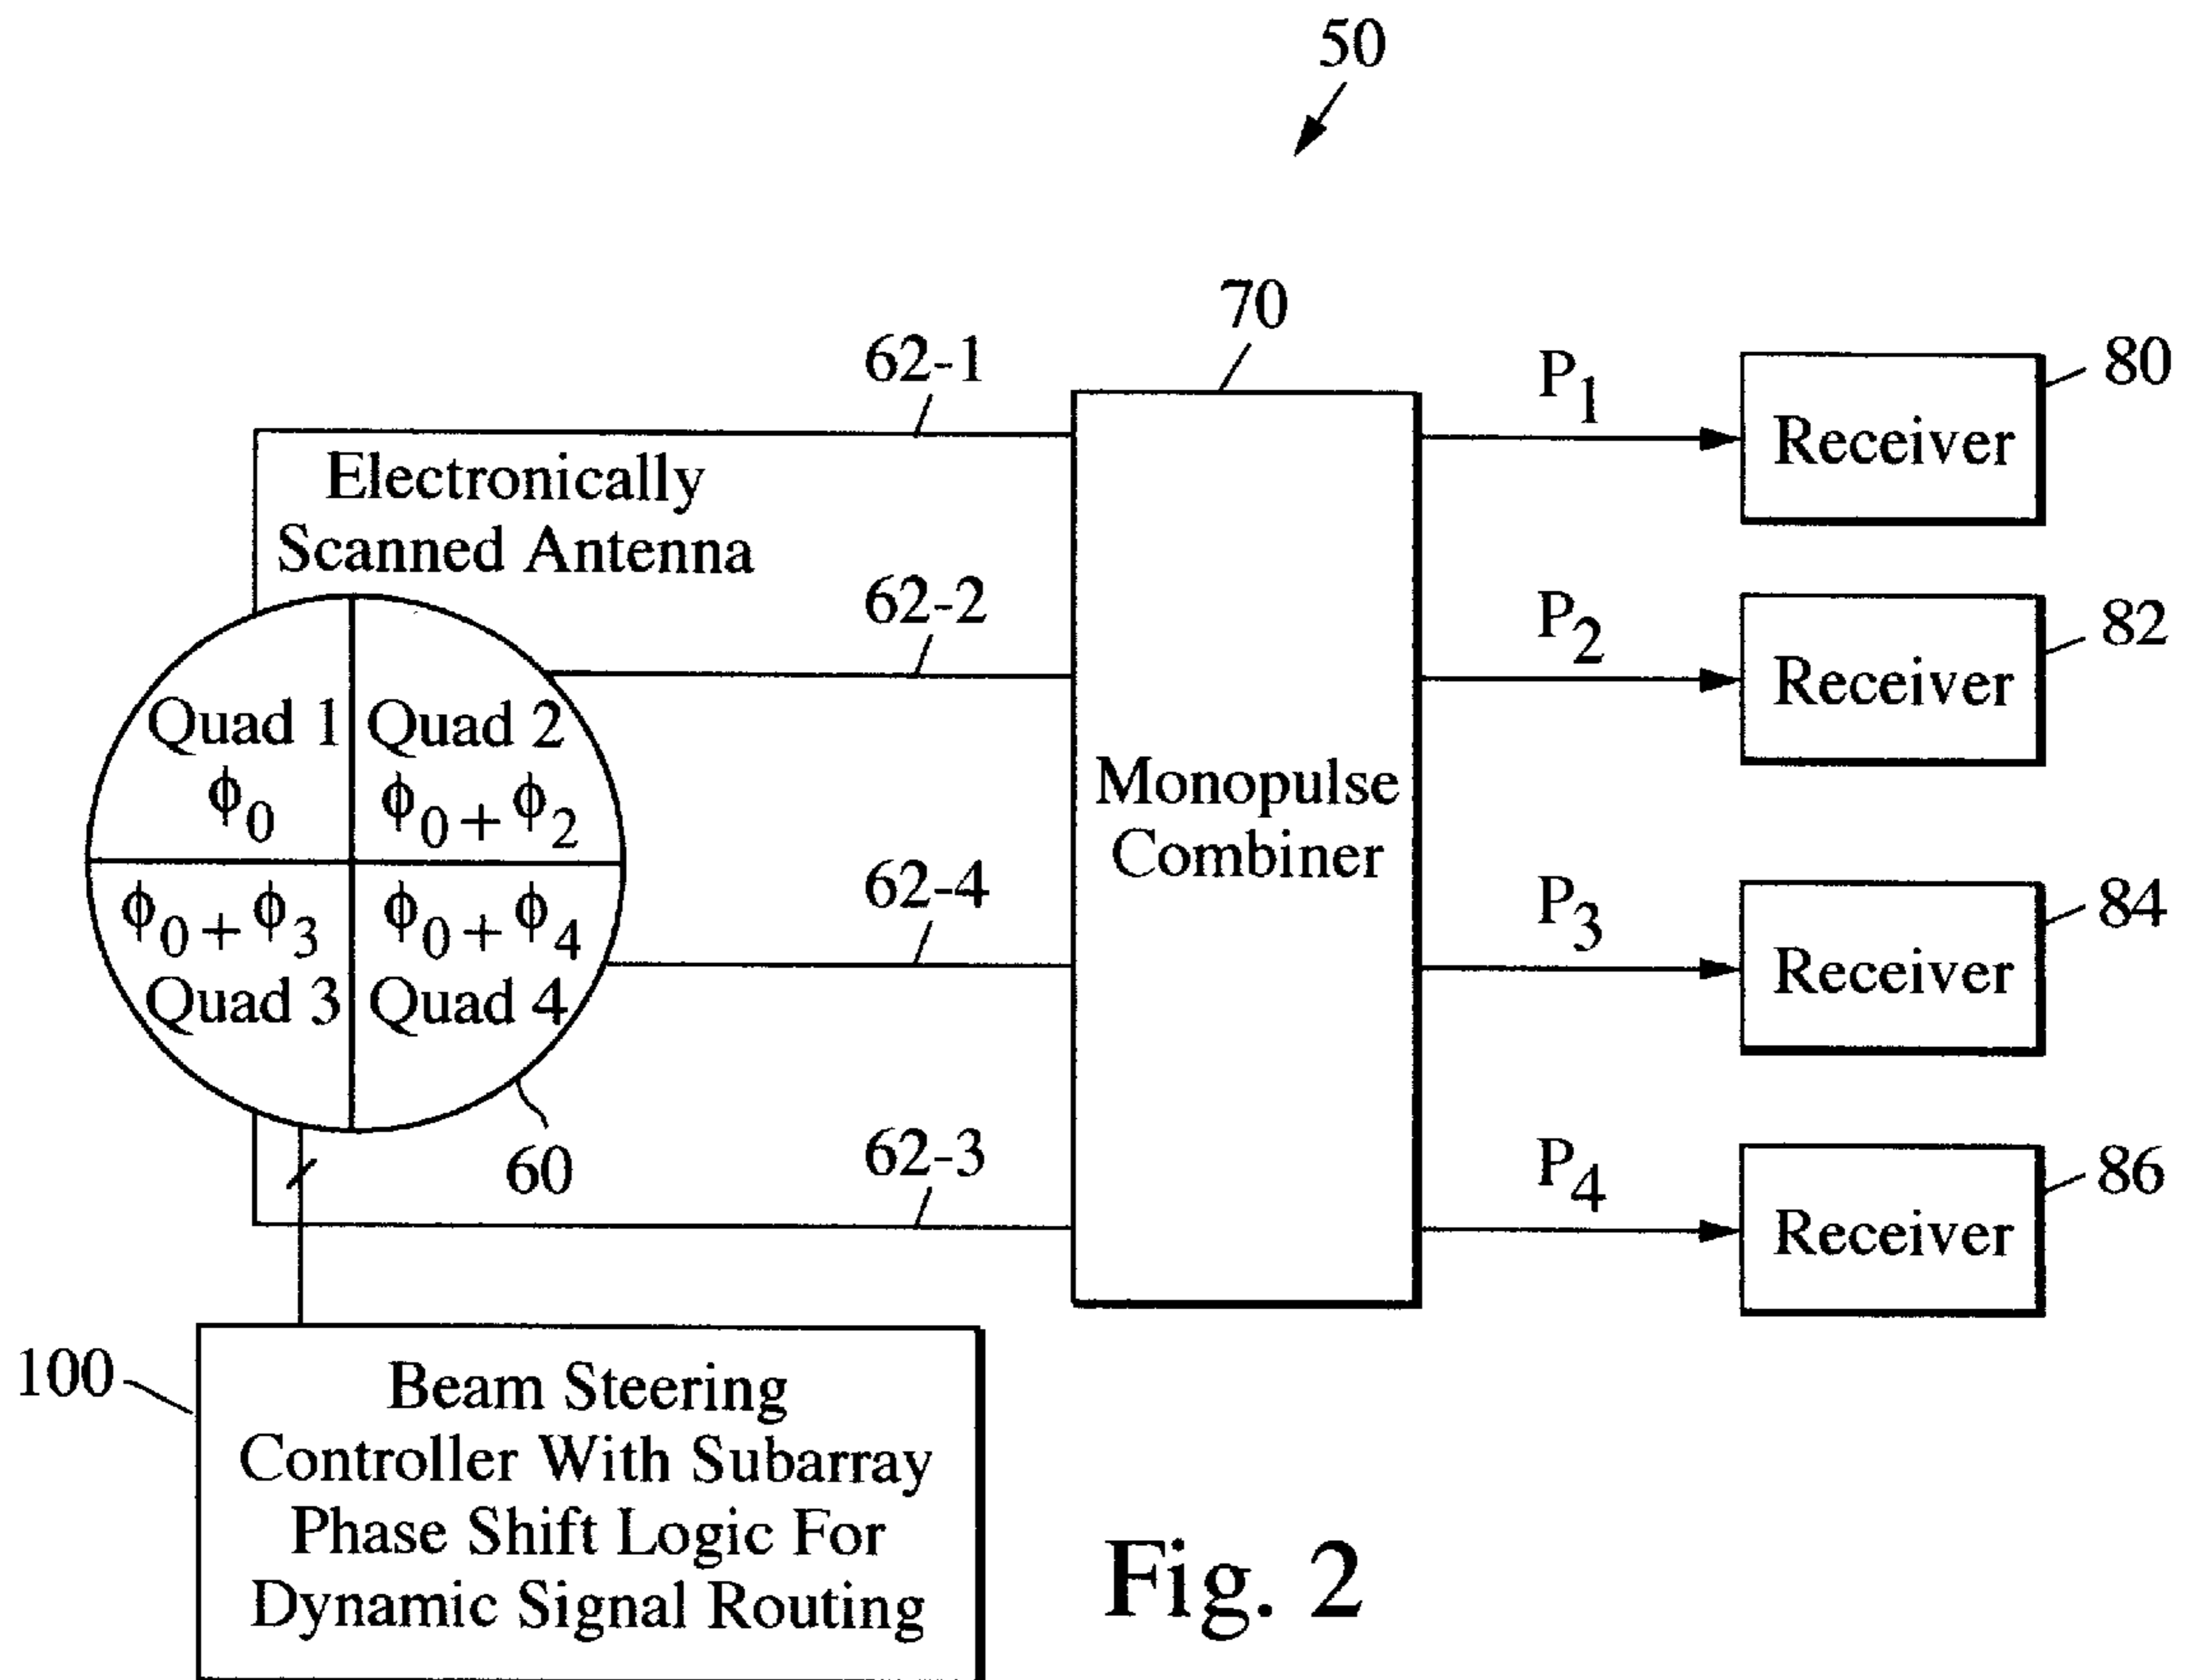 50
70
62-1
P1
80
Receiver
Electronically
Scanned Antenna
62-2
P2
82
Receiver
Quad 1
ϕ0
Quad 2
ϕ0 + ϕ2
Monopulse
Combiner
ϕ0 + ϕ3
Quad 3
ϕ0 + ϕ4
Quad 4
62-4
P3
84
Receiver
60
62-3
P4
86
Receiver
100
Beam Steering
Controller With Subarray
Phase Shift Logic For
Dynamic Signal Routing
Fig. 2